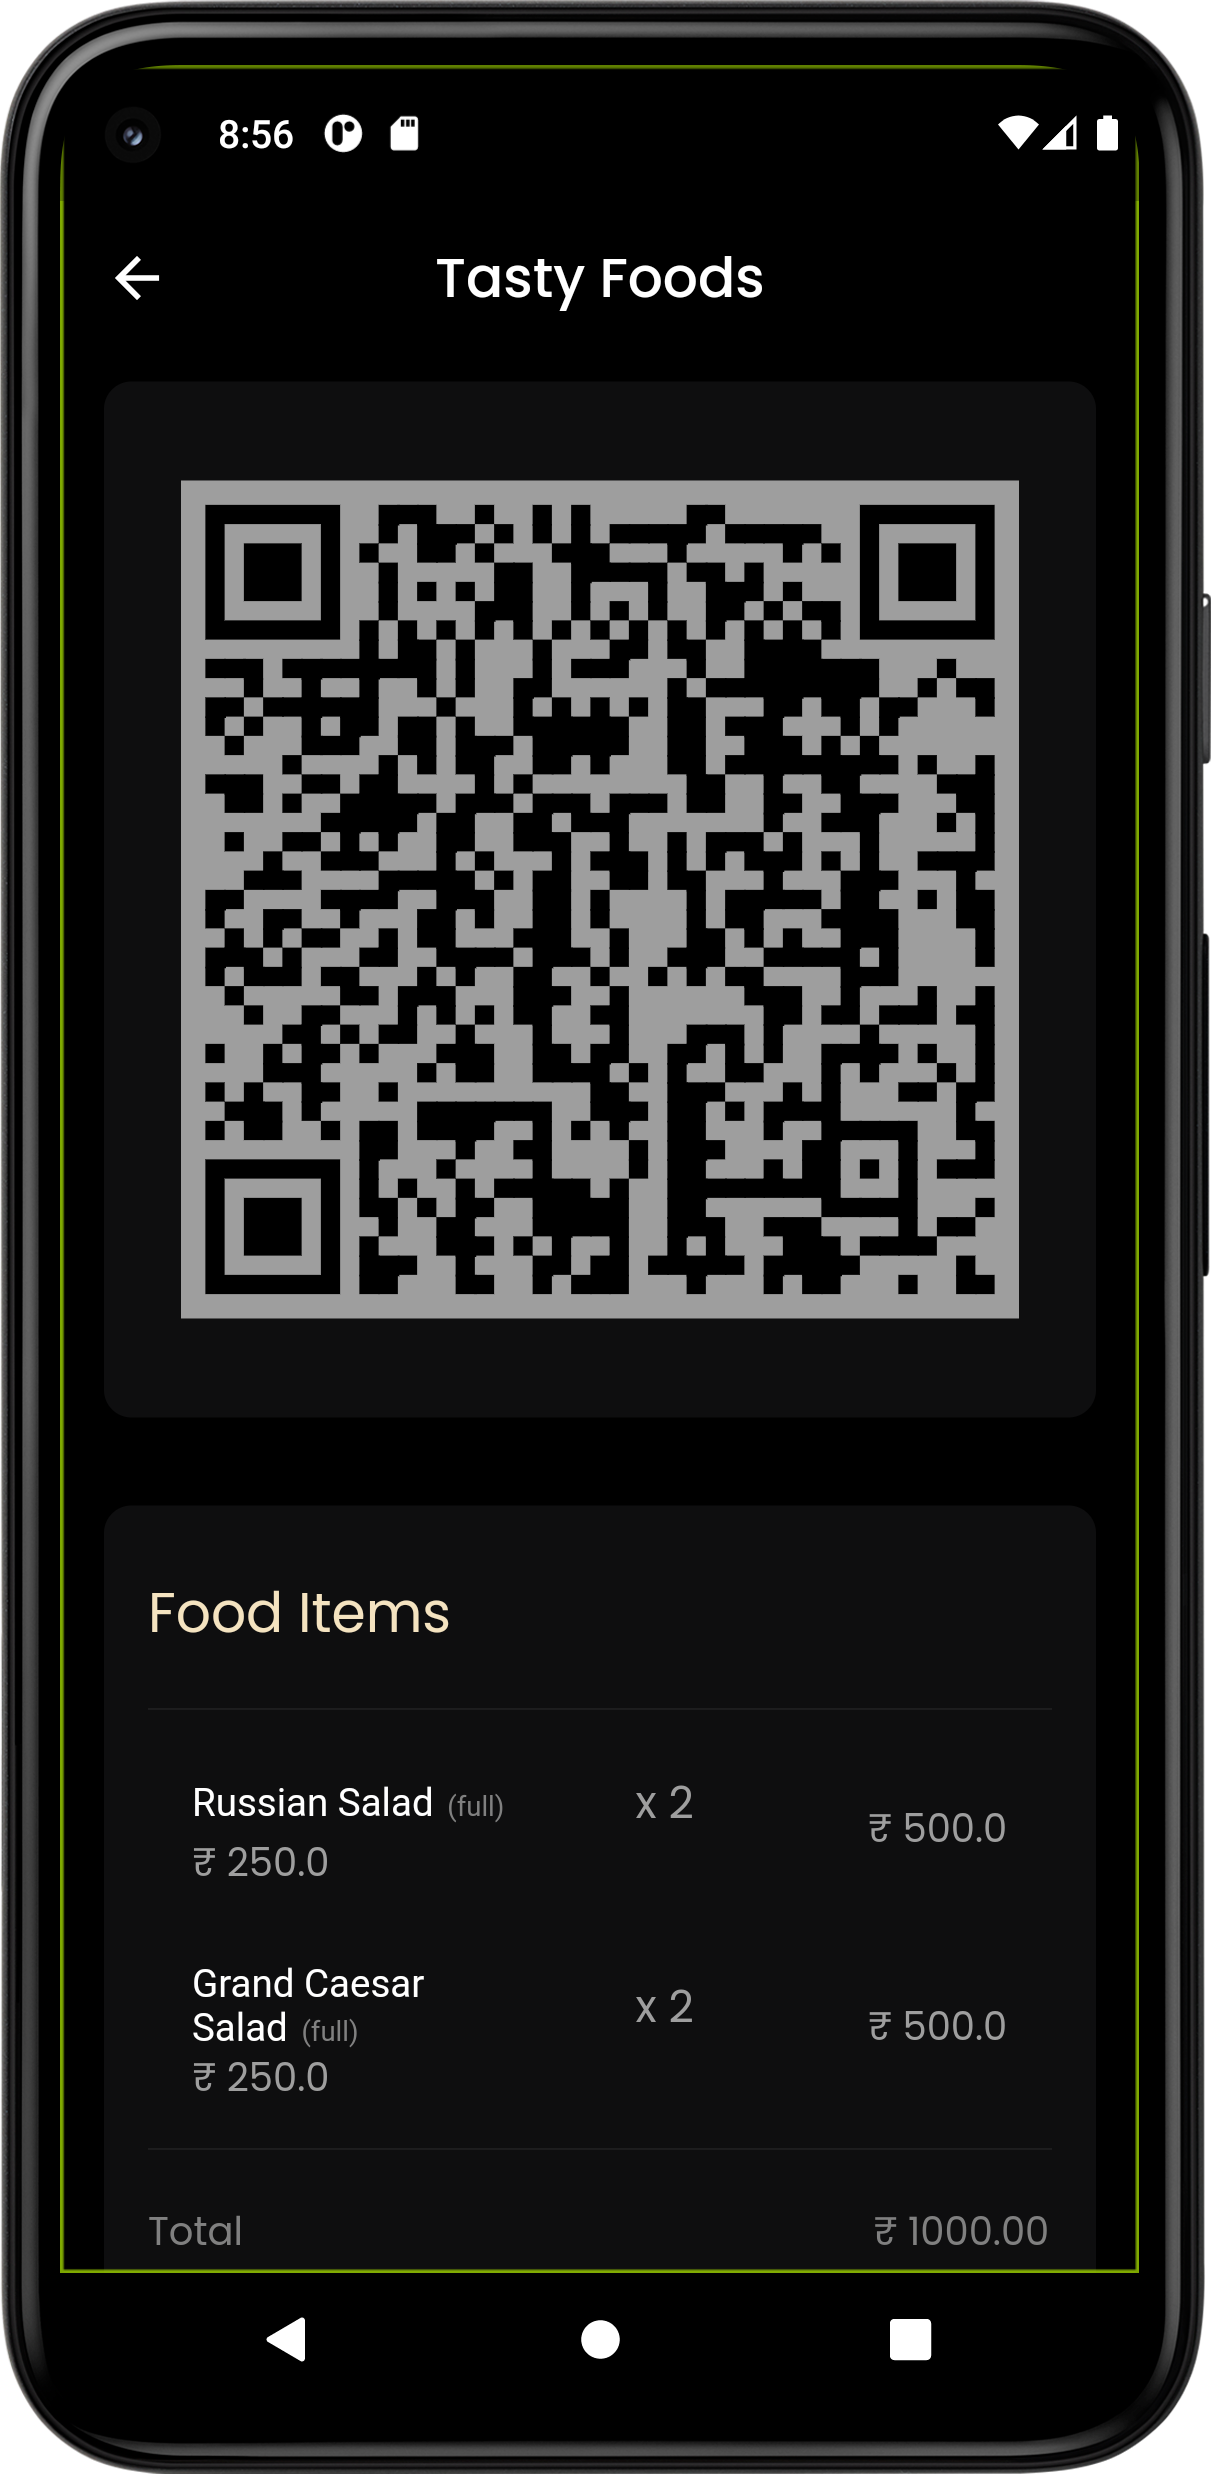 8:56
Tasty Foods
Food Items
Russian Salad (full)
x 2
₹ 500.0
₹ 250.0
Grand Caesar
Salad (full)
x 2
₹ 500.0
₹ 250.0
Total
₹ 1000.00